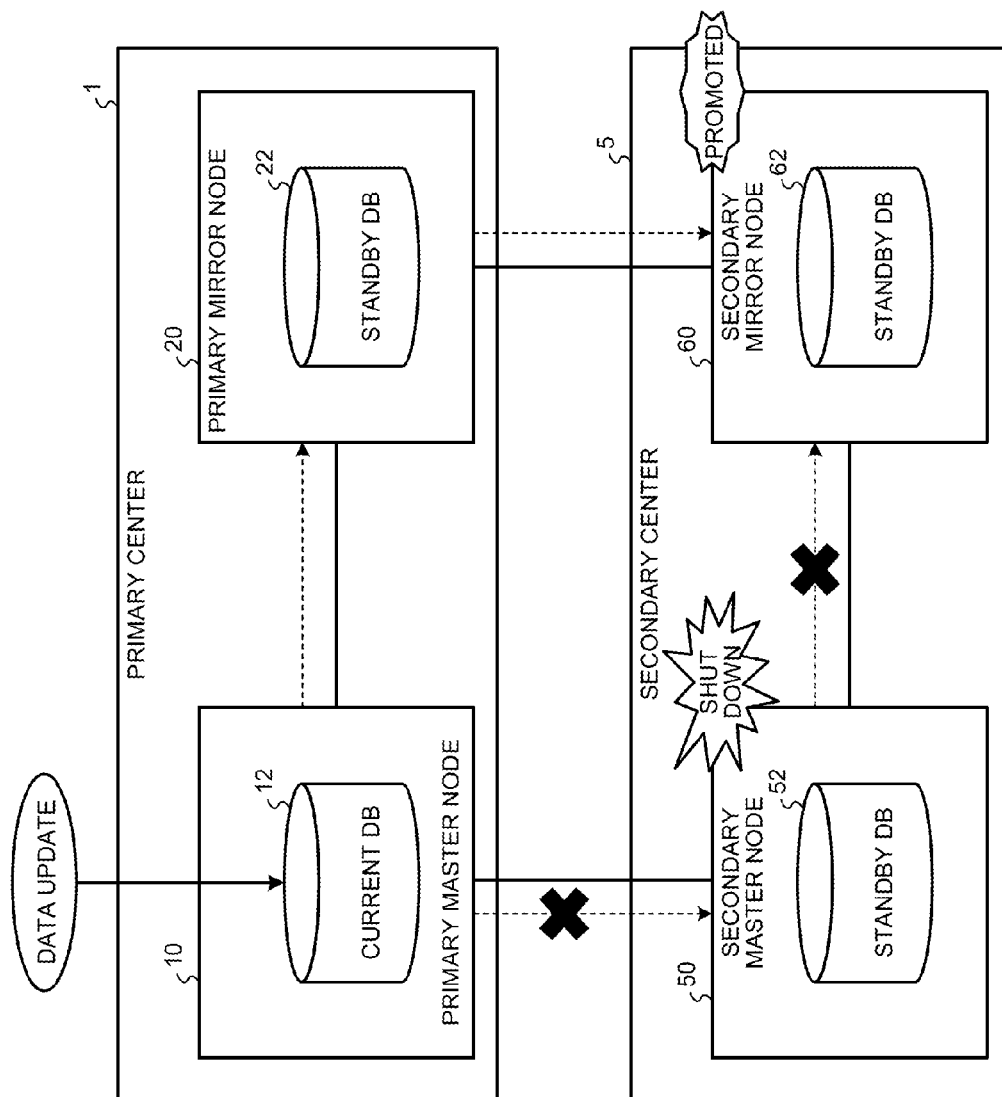 DATA UPDATE
1
PRIMARY CENTER
10
12
CURRENT DB
PRIMARY MASTER NODE
20
PRIMARY MIRROR NODE
22
STANDBY DB
5
SECONDARY CENTER
SHUT
DOWN
50
SECONDARY
MASTER NODE
52
STANDBY DB
PROMOTED
60
SECONDARY
MIRROR NODE
62
STANDBY DB